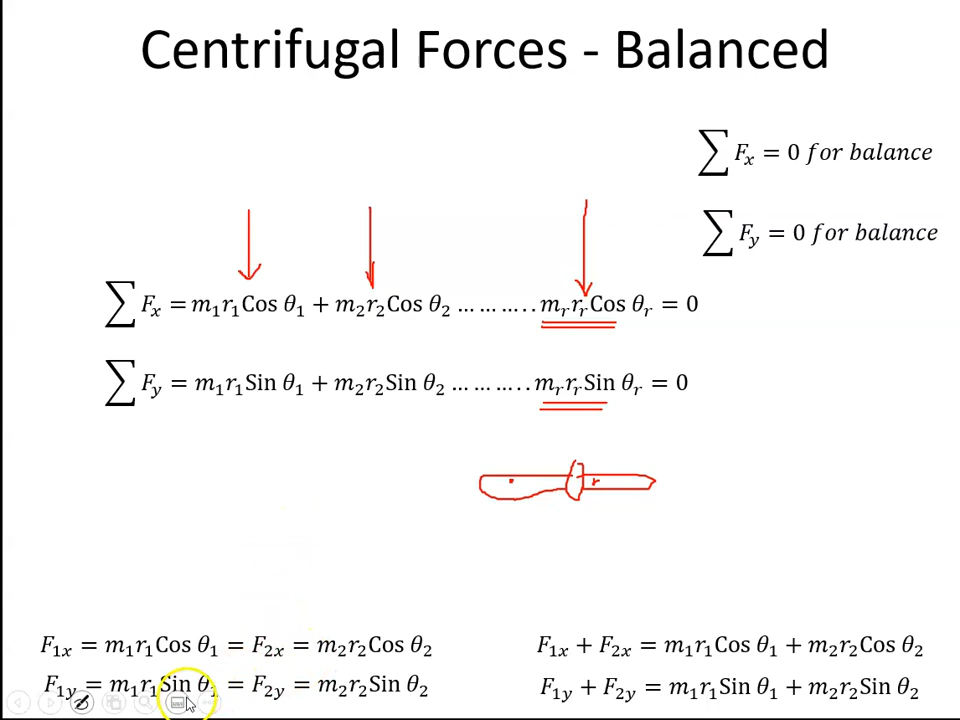 Centrifugal Forces - Balanced
∑ Fₓ = 0 for balance
∑ F_y = 0 for balance
∑ Fₓ = m₁r₁Cos θ₁ + m₂r₂Cos θ₂ … … … . . mᵣrᵣCos θᵣ = 0
∑ F_y = m₁r₁Sin θ₁ + m₂r₂Sin θ₂ … … … . . mᵣrᵣSin θᵣ = 0
r
F₁ₓ = m₁r₁Cos θ₁ = F₂ₓ = m₂r₂Cos θ₂
F₁ₓ + F₂ₓ = m₁r₁Cos θ₁ + m₂r₂Cos θ₂
F₁y = m₁r₁Sin θ₁ = F₂y = m₂r₂Sin θ₂
F₁y + F₂y = m₁r₁Sin θ₁ + m₂r₂Sin θ₂